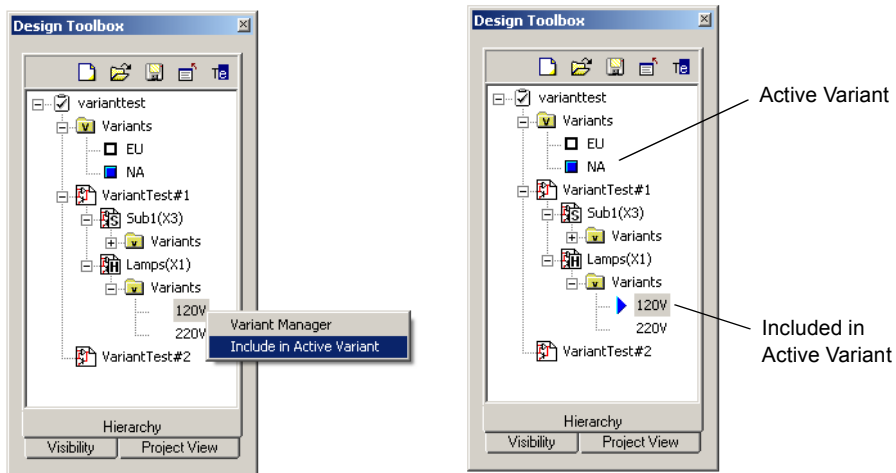 Design Toolbox
varianttest
Variants
EU
NA
VariantTest#1
Sub1(X3)
Variants
Lamps(X1)
Variants
120V
220V
Variant Manager
Include in Active Variant
VariantTest#2
Hierarchy
Visibility
Project View
Design Toolbox
varianttest
Variants
EU
NA
VariantTest#1
Sub1(X3)
Variants
Lamps(X1)
Variants
120V
220V
VariantTest#2
Hierarchy
Visibility
Project View
Active Variant
Included in
Active Variant